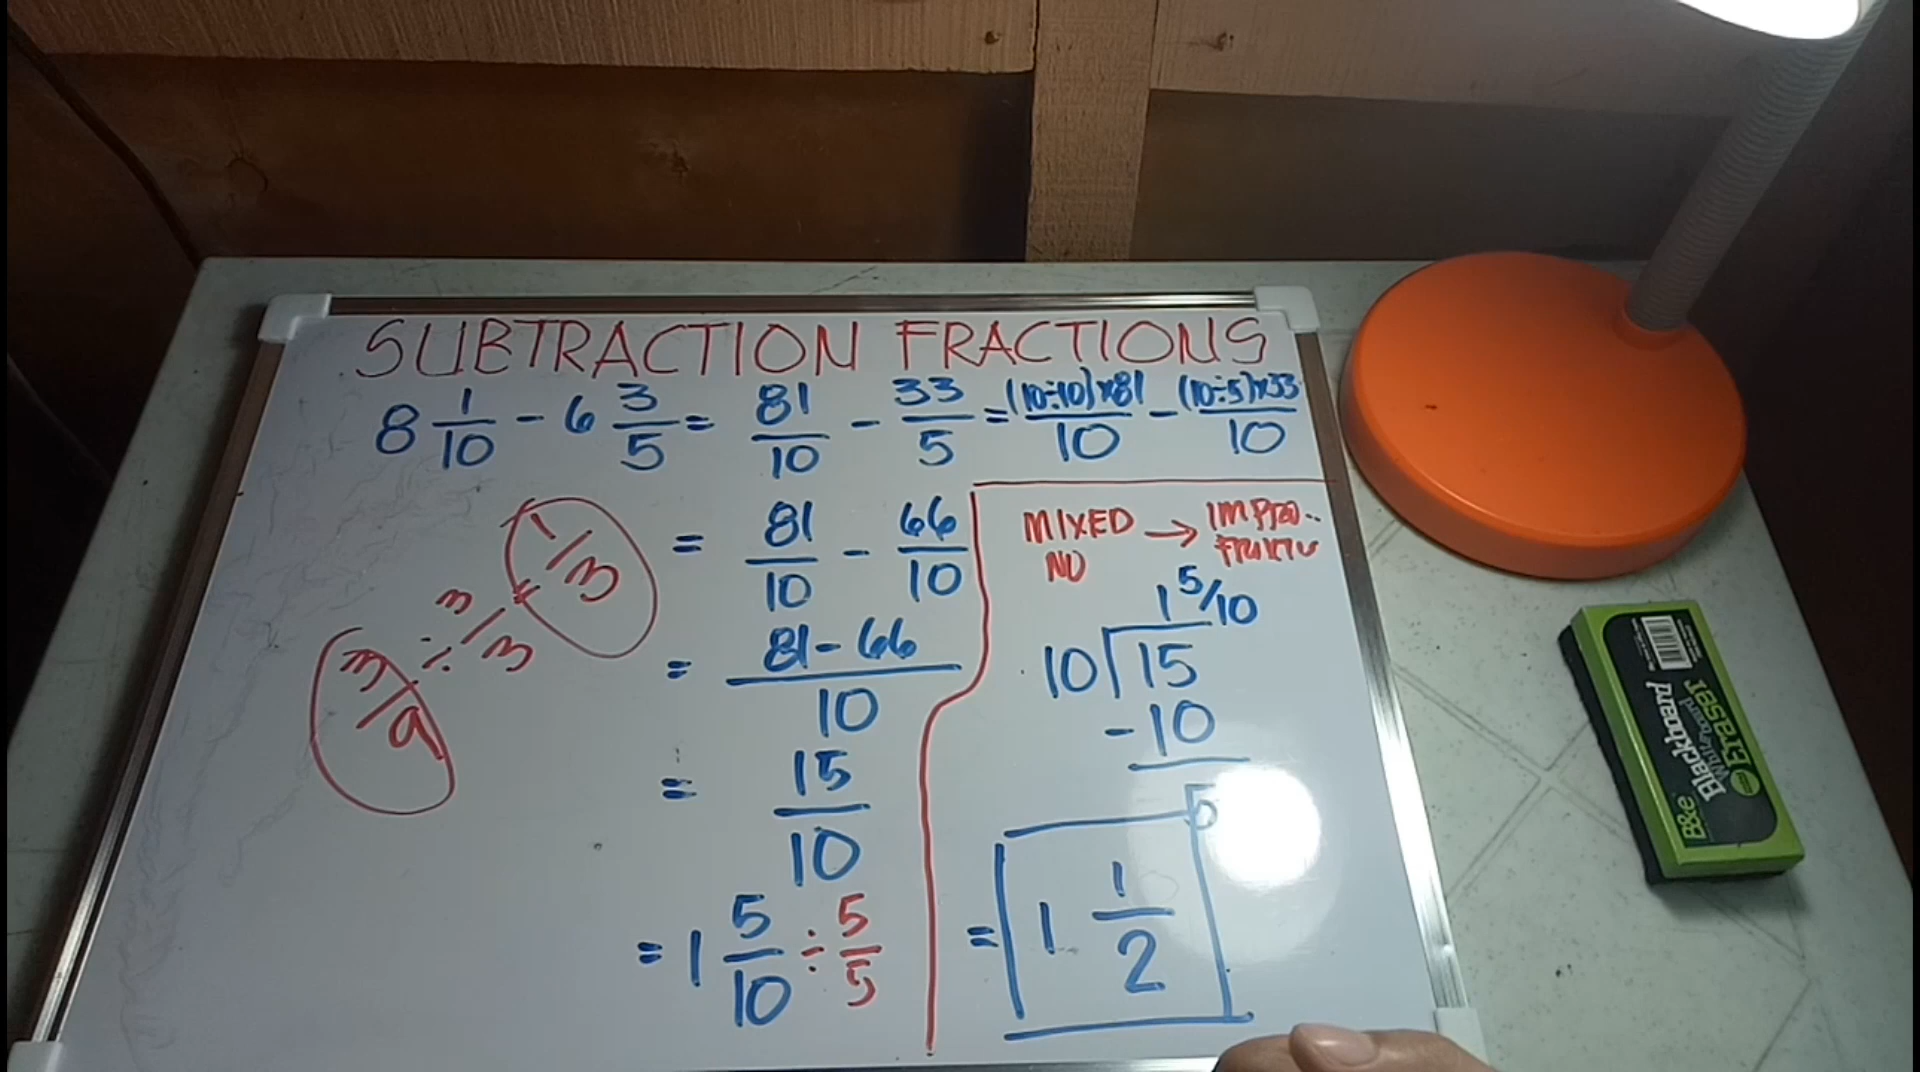 SUBTRACTION FRACTIONS
8 1/10 - 6 3/5 = 81/10 - 33/5 = (10÷10)x81/10 - (10÷5)x33/10
= 81/10 - 66/10
= 81-66/10
= 15/10
= 1 5/10 ÷ 5/5
= 1 1/2
3/9 ÷ 3/3 = 1/3
MIXED → IMPRO..
NO
1 5/10
10 15
-10
5
B&e
Blackboard
Whiteboard
Eraser